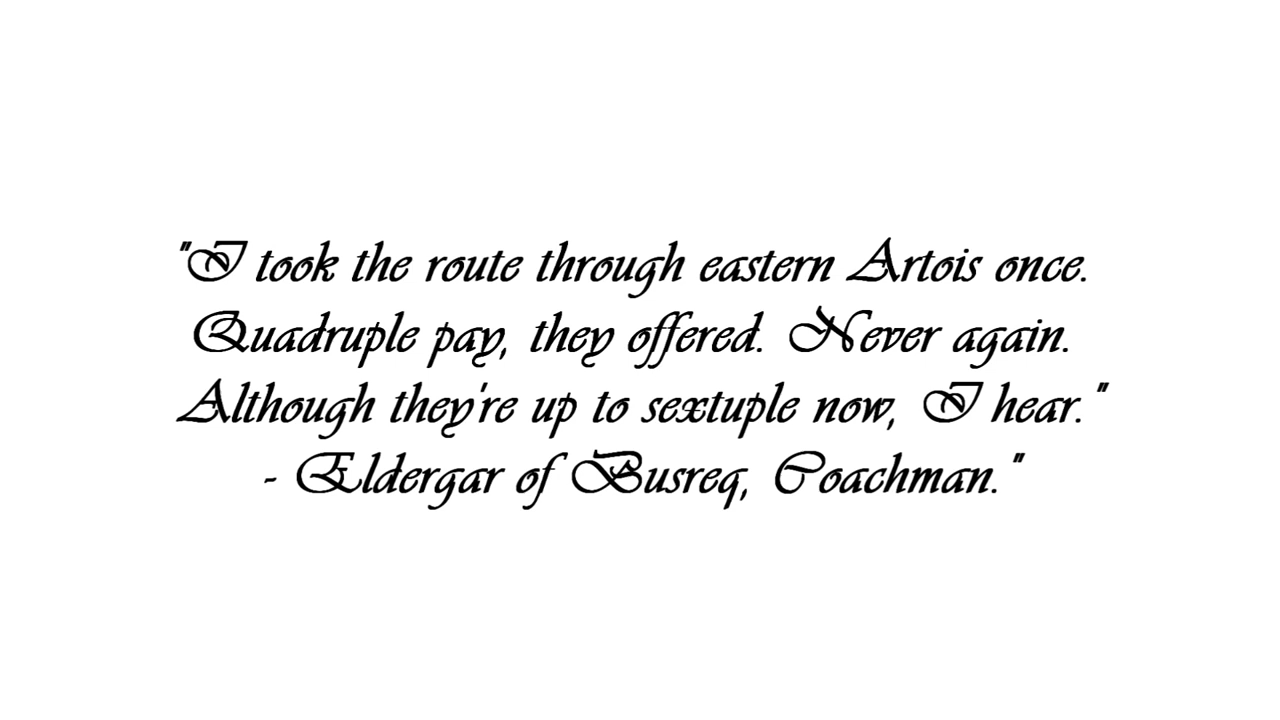 "I took the route through eastern Artois once.
Quadruple pay, they offered. Never again.
Although they're up to sextuple now, I hear."
- Eldergar of Busreq, Coachman."